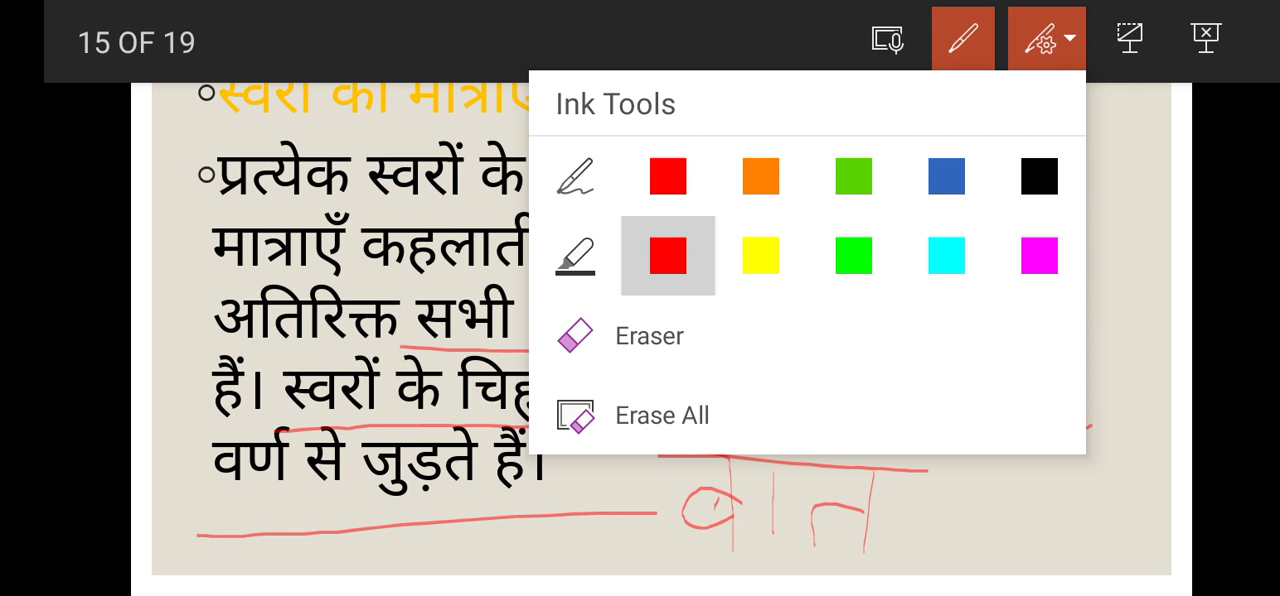 15 OF 19
Ink Tools
प्रत्येक स्वरों के
मात्राएँ कहलाती
अतिरिक्त सभी
हैं। स्वरों के
वर्ण से जुड़ते हैं।
Eraser
Erase All